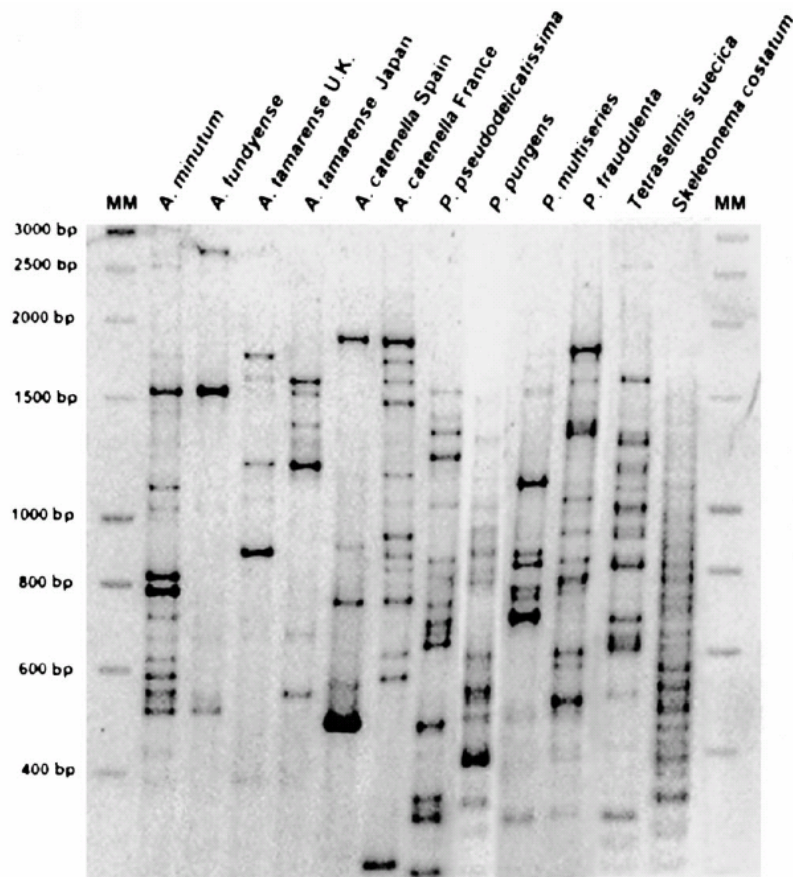 MM
A. minutum
A. fundyense
A. tamarense U.K.
A. tamarense Japan
A. catenella Spain
A. catenella France
P. pseudodelicatissima
P. pungens
P. multiseries
P. fraudulenta
Tetraselmis suecica
Skeletonema costatum
MM
3000 bp
2500 bp
2000 bp
1500 bp
1000 bp
800 bp
600 bp
400 bp